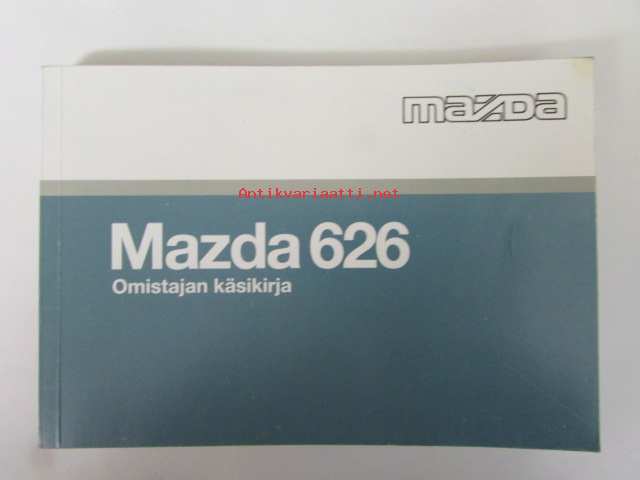 mazda
Antikvariaatti.net
Mazda 626
Omistajan käsikirja